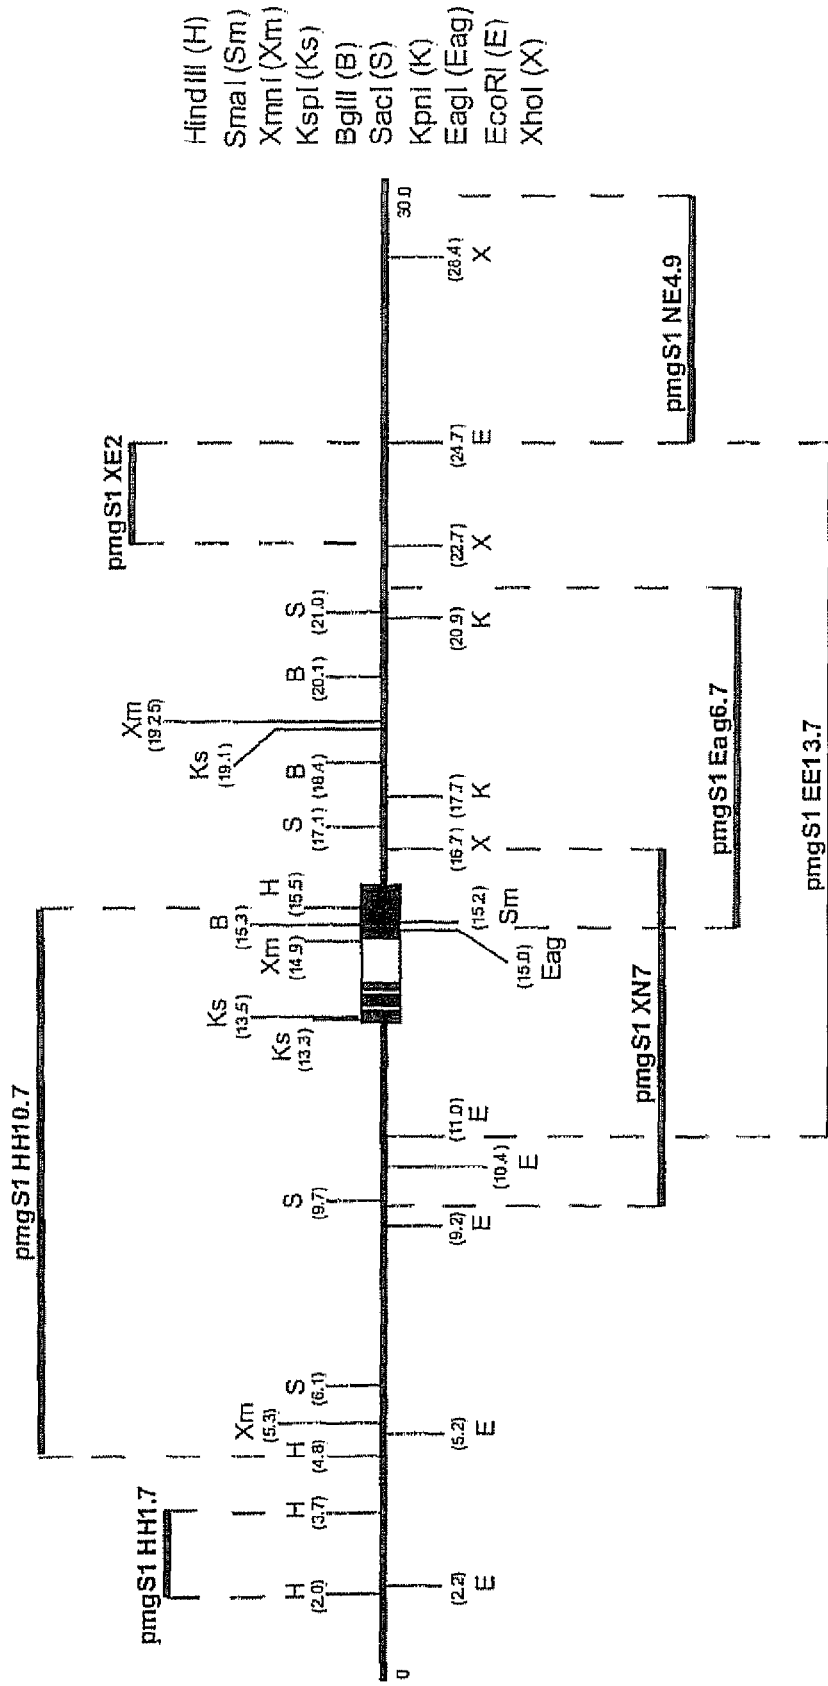 HindIII (H)
SmaI (Sm)
XmnI (Xm)
KspI (Ks)
BglII (B)
SacI (S)
KpnI (K)
EagI (Eag)
EcoRI (E)
XhoI (X)
pmgS1 HH1.7
pmgS1 HH10.7
pmgS1 XE2
H
(2.0)
H
(3.7)
H
(4.8)
Xm
(5.3)
S
(6.1)
S
(9.7)
Ks
(13.3)
Ks
(13.5)
Xm
(14.9)
B
(15.3)
H
(15.5)
S
(17.1)
B
(18.4)
Ks
(19.1)
Xm
(19.25)
B
(20.1)
S
(21.0)
0
30.0
(2.2)
E
(5.2)
E
(9.2)
E
(10.4)
E
(11.0)
E
(15.0)
Eag
(15.2)
Sm
(16.7)
X
(17.7)
K
(20.9)
K
(22.7)
X
(24.7)
E
(28.4)
X
pmgS1 XN7
pmgS1 Eag6.7
pmgS1 NE4.9
pmgS1 EE13.7